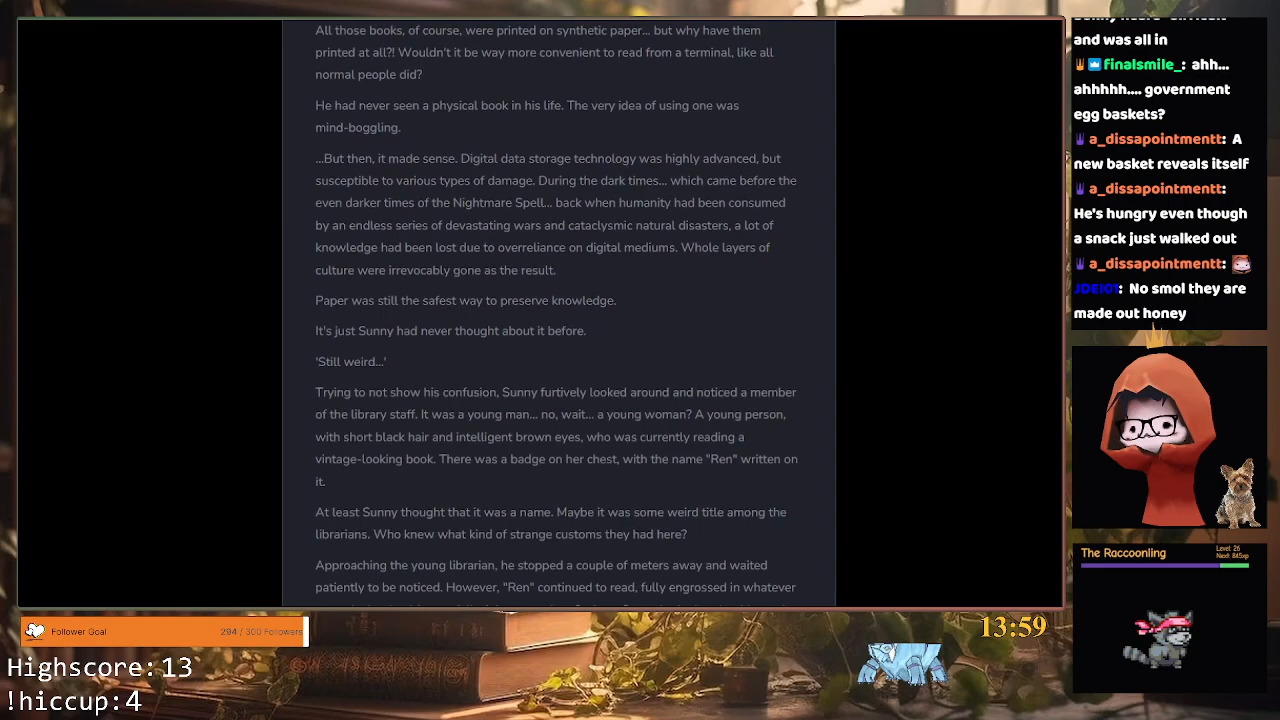 All those books, of course, were printed on synthetic paper... but why have them
printed at all?! Wouldn't it be way more convenient to read from a terminal, like all
normal people did?
He had never seen a physical book in his life. The very idea of using one was
mind-boggling.
...But then, it made sense. Digital data storage technology was highly advanced, but
susceptible to various types of damage. During the dark times... which came before the
even darker times of the Nightmare Spell... back when humanity had been consumed
by an endless series of devastating wars and cataclysmic natural disasters, a lot of
knowledge had been lost due to overreliance on digital mediums. Whole layers of
culture were irrevocably gone as the result.
Paper was still the safest way to preserve knowledge.
It's just Sunny had never thought about it before.
'Still weird...'
Trying to not show his confusion, Sunny furtively looked around and noticed a member
of the library staff. It was a young man... no, wait... a young woman? A young person,
with short black hair and intelligent brown eyes, who was currently reading a
vintage-looking book. There was a badge on her chest, with the name "Ren" written on
it.
At least Sunny thought that it was a name. Maybe it was some weird title among the
librarians. Who knew what kind of strange customs they had here?
Approaching the young librarian, he stopped a couple of meters away and waited
patiently to be noticed. However, "Ren" continued to read, fully engrossed in whatever
and was all in
finalsmile_: ahh...
ahhhhh.... government
egg baskets?
a_dissapointmentt: A
new basket reveals itself
a_dissapointmentt:
He's hungry even though
a snack just walked out
a_dissapointmentt:
JDEI01: No smol they are
made out honey
The Raccoonling
Level: 26
Next: 845xp
Follower Goal
294 / 300 Followers
13:59
Highscore:13
!hiccup:4